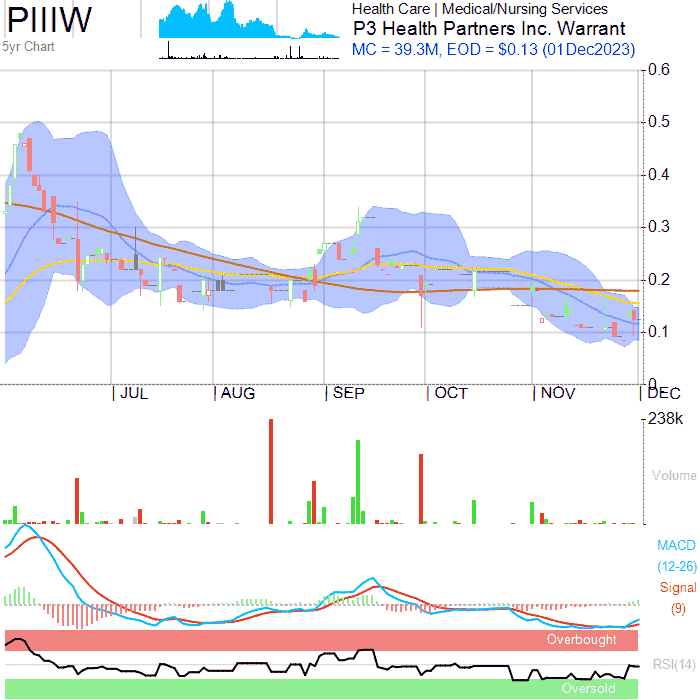 PIIIW
5yr Chart
Health Care | Medical/Nursing Services
P3 Health Partners Inc. Warrant
MC = 39.3M, EOD = $0.13 (01Dec2023)
0.6
0.5
0.4
0.3
0.2
0.1
0
JUL AUG SEP OCT NOV DEC
238k
Volume
MACD
(12-26)
Signal
(9)
Overbought
RSI(14)
Oversold